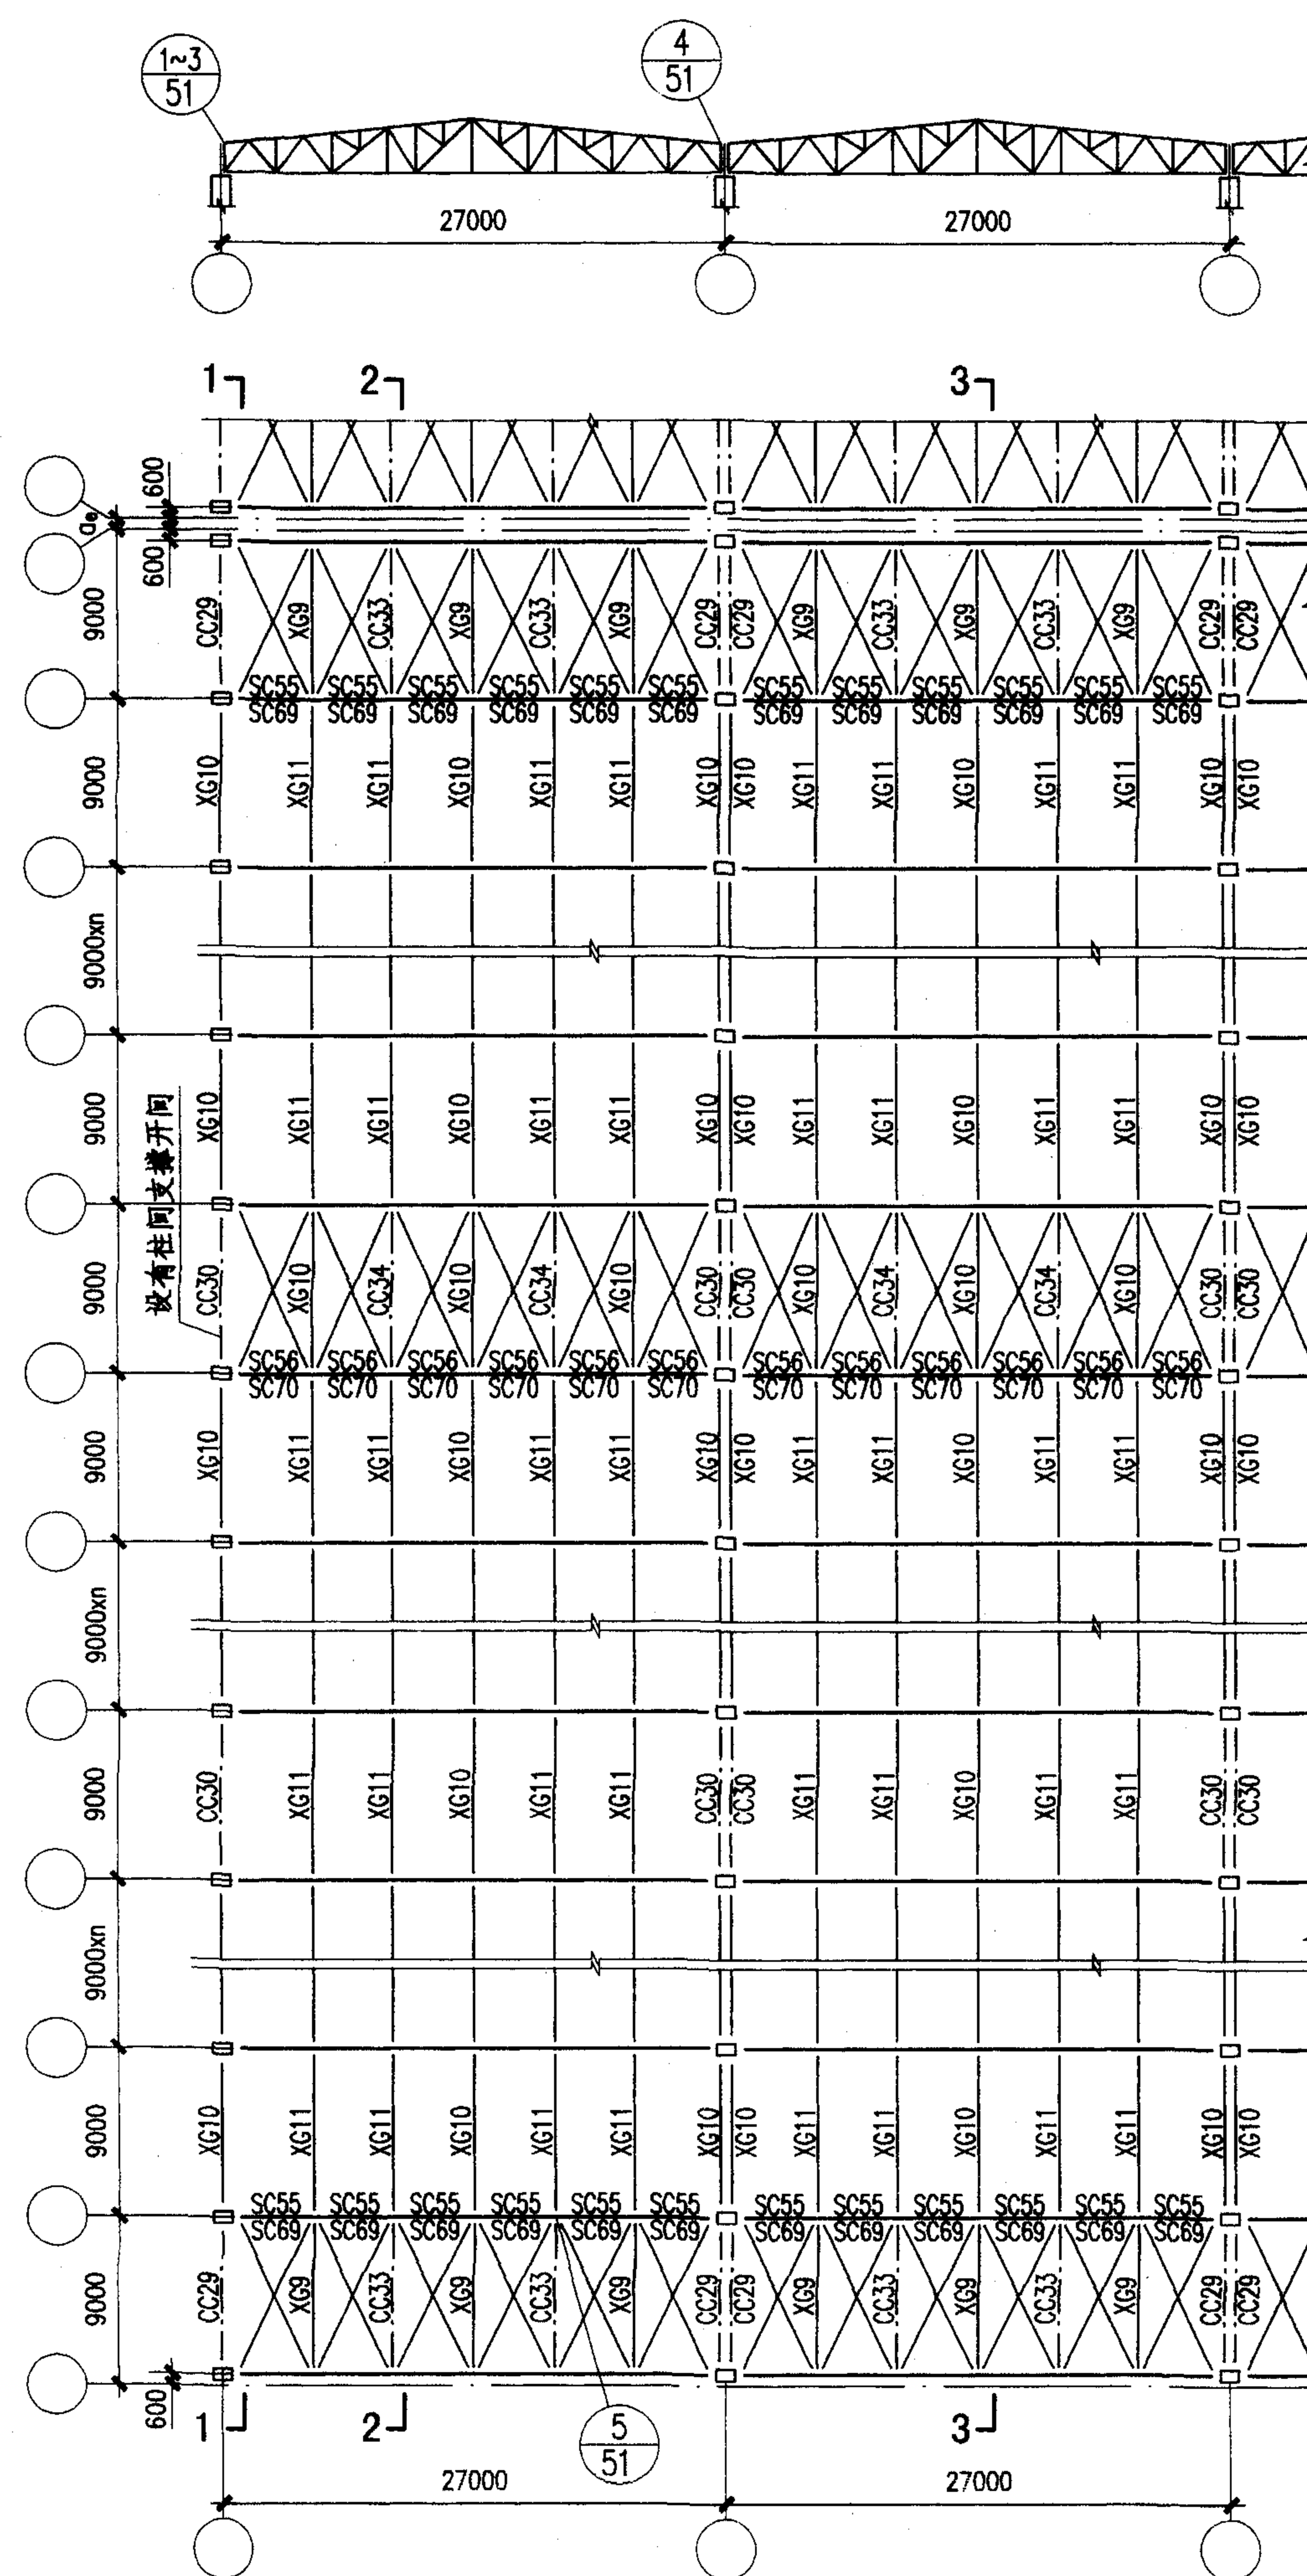 1~3 4
51 51
27000 27000
1 2 3
600
aₑ
600
9000 CC29 XG9 CC33 XG9 CC33 XG9 CC29 CC29 XG9 CC33 XG9 CC33 XG9 CC29 CC29
SC55 SC55 SC55 SC55 SC55 SC55 SC55 SC55 SC55 SC55 SC55 SC55
SC69 SC69 SC69 SC69 SC69 SC69 SC69 SC69 SC69 SC69 SC69 SC69
9000 XG10 XG11 XG11 XG10 XG11 XG11 XG10 XG10 XG11 XG11 XG10 XG11 XG11 XG10 XG10
9000xn
9000 XG10 XG11 XG11 XG10 XG11 XG11 XG10 XG10 XG11 XG11 XG10 XG11 XG11 XG10 XG10
设有柱间支撑开间
9000 CC30 XG10 CC34 XG10 CC34 XG10 CC30 CC30 XG10 CC34 XG10 CC34 XG10 CC30 CC30
SC56 SC56 SC56 SC56 SC56 SC56 SC56 SC56 SC56 SC56 SC56 SC56
SC70 SC70 SC70 SC70 SC70 SC70 SC70 SC70 SC70 SC70 SC70 SC70
9000 XG10 XG11 XG11 XG10 XG11 XG11 XG10 XG10 XG11 XG11 XG10 XG11 XG11 XG10 XG10
9000xn
9000 CC30 XG11 XG11 XG10 XG11 XG11 CC30 CC30 XG11 XG11 XG10 XG11 XG11 CC30 CC30
9000xn
9000 XG10 XG11 XG11 XG10 XG11 XG11 XG10 XG10 XG11 XG11 XG10 XG11 XG11 XG10 XG10
SC55 SC55 SC55 SC55 SC55 SC55 SC55 SC55 SC55 SC55 SC55 SC55
SC69 SC69 SC69 SC69 SC69 SC69 SC69 SC69 SC69 SC69 SC69 SC69
9000 CC29 XG9 CC33 XG9 CC33 XG9 CC29 CC29 XG9 CC33 XG9 CC33 XG9 CC29 CC29
600
1 2 3
5
51
27000 27000